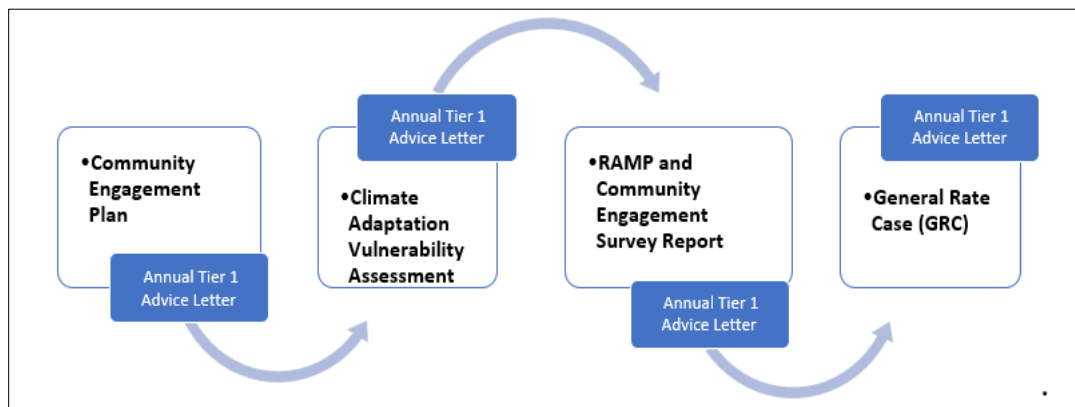 •Community
Engagement
Plan
Annual Tier 1
Advice Letter
Annual Tier 1
Advice Letter
•Climate
Adaptation
Vulnerability
Assessment
•RAMP and
Community
Engagement
Survey Report
Annual Tier 1
Advice Letter
Annual Tier 1
Advice Letter
•General Rate
Case (GRC)
.